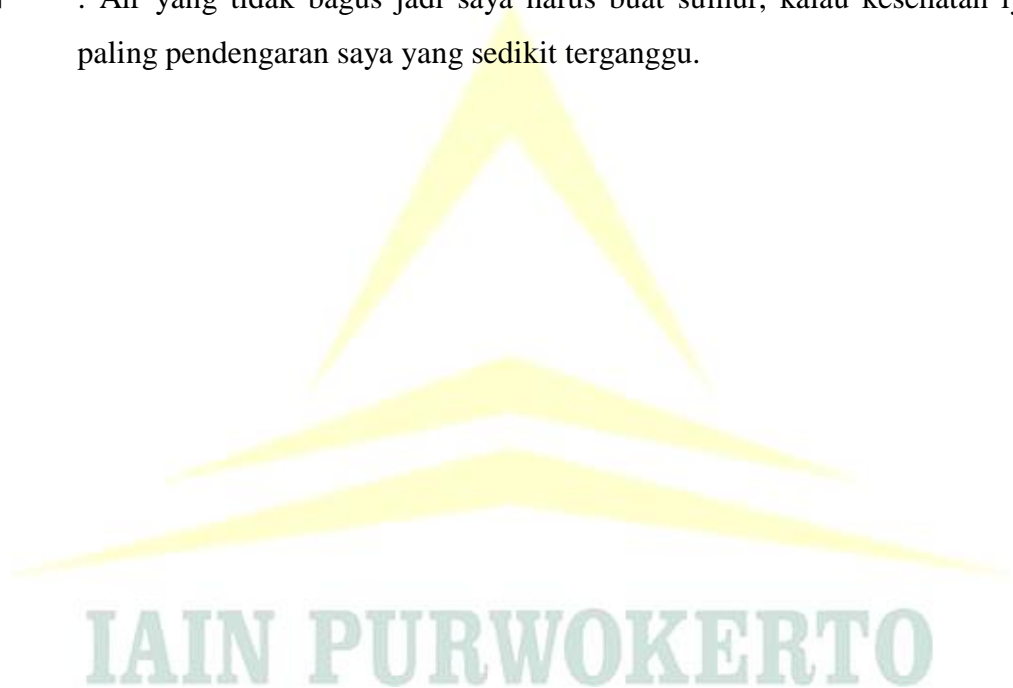 : Air yang tidak bagus jadi saya harus buat sumur, kalau kesehatan
paling pendengaran saya yang sedikit terganggu.
IAIN PURWOKERTO